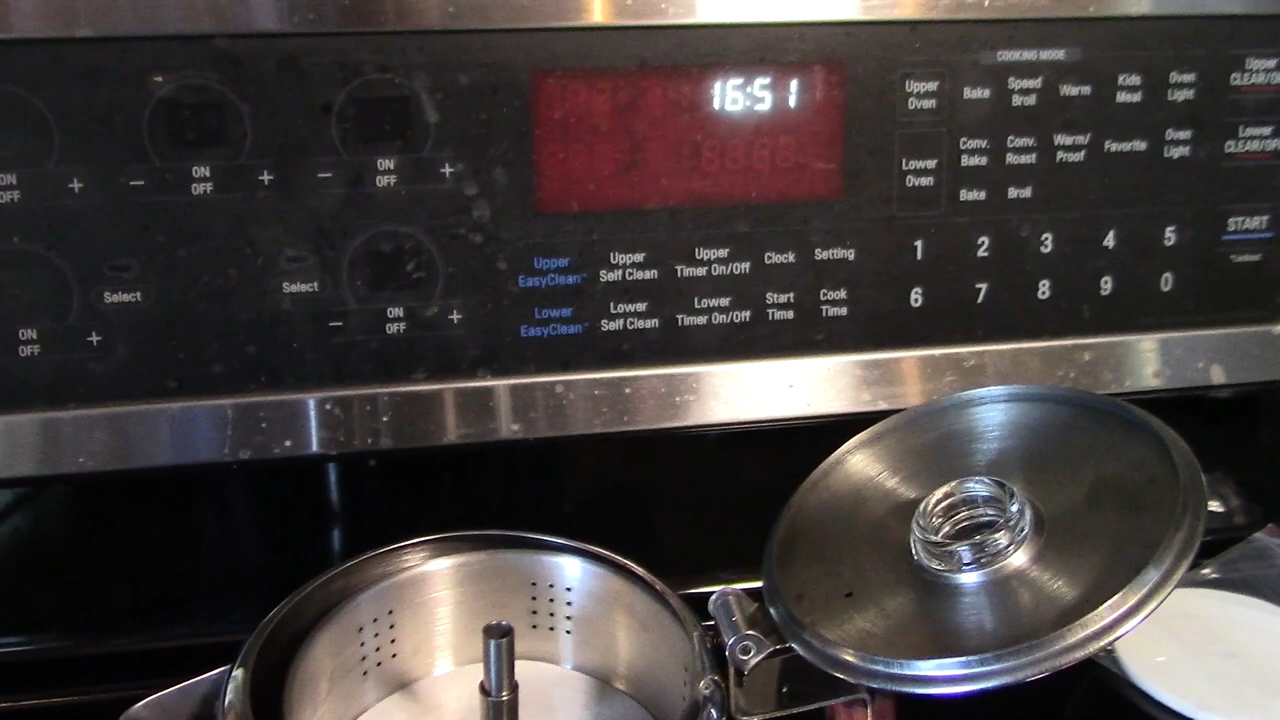 16:51
COOKING MODE
Upper
Oven
Bake
Speed
Broil
Warm
Kids
Meal
Oven
Light
Upper
Lower
Oven
Conv.
Bake
Conv.
Roast
Warm/
Proof
Favorite
Oven
Light
Lower
Bake
Broil
ON
OFF
+
−
ON
OFF
+
−
ON
OFF
+
Select
Select
ON
OFF
+
−
ON
OFF
+
Upper
EasyClean™
Upper
Self Clean
Upper
Timer On/Off
Clock
Setting
Lower
EasyClean™
Lower
Self Clean
Lower
Timer On/Off
Start
Time
Cook
Time
1 2 3 4 5
6 7 8 9 0
START